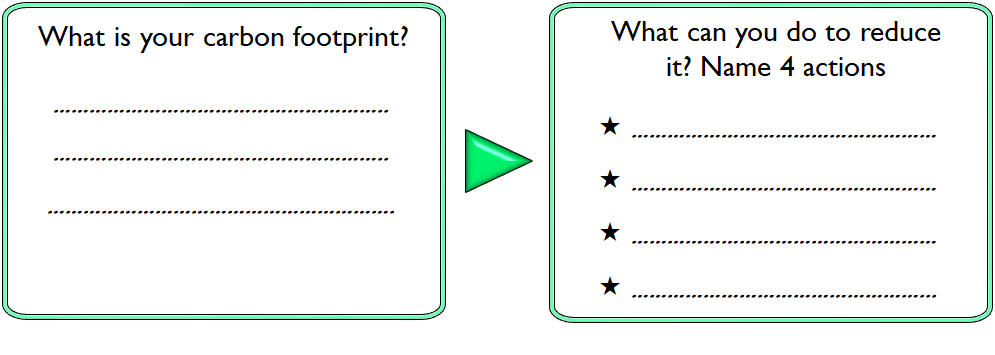 What is your carbon footprint?
........................................................
........................................................
..........................................................
What can you do to reduce
it? Name 4 actions
★ ...................................................
★ ...................................................
★ ...................................................
★ ...................................................